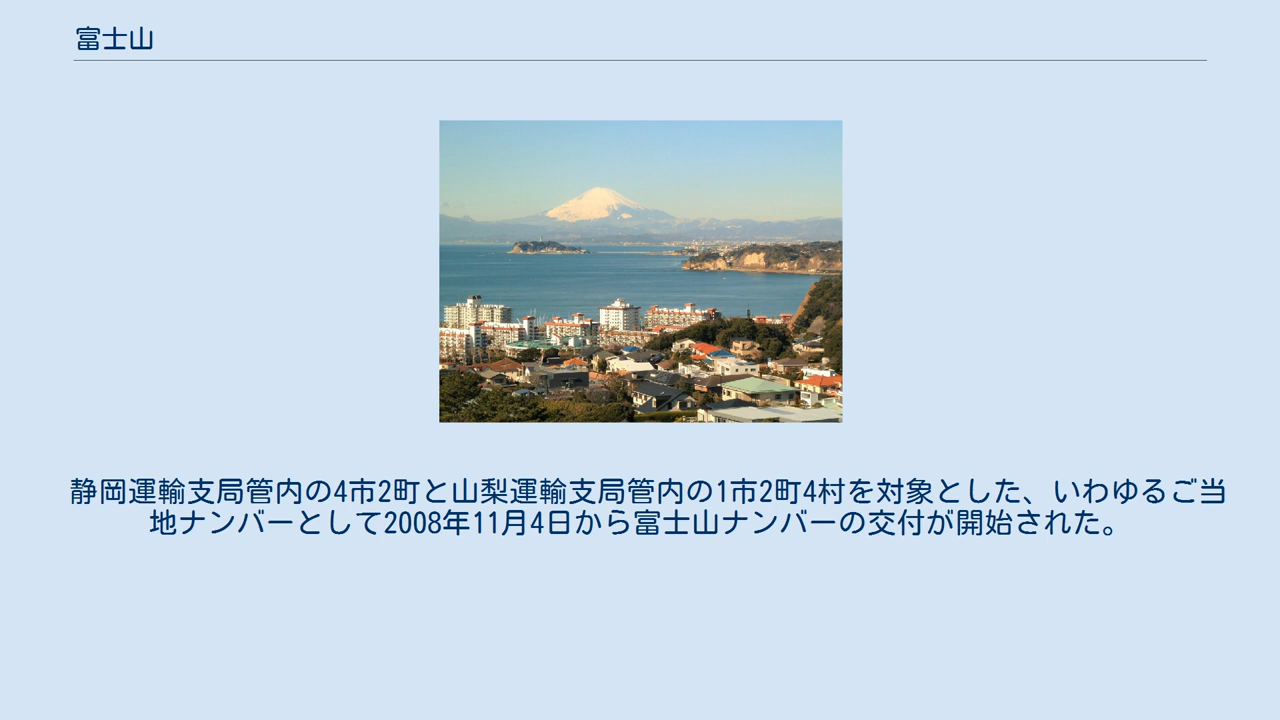 富士山
静岡運輸支局管内の4市2町と山梨運輸支局管内の1市2町4村を対象とした、いわゆるご当
地ナンバーとして2008年11月4日から富士山ナンバーの交付が開始された。